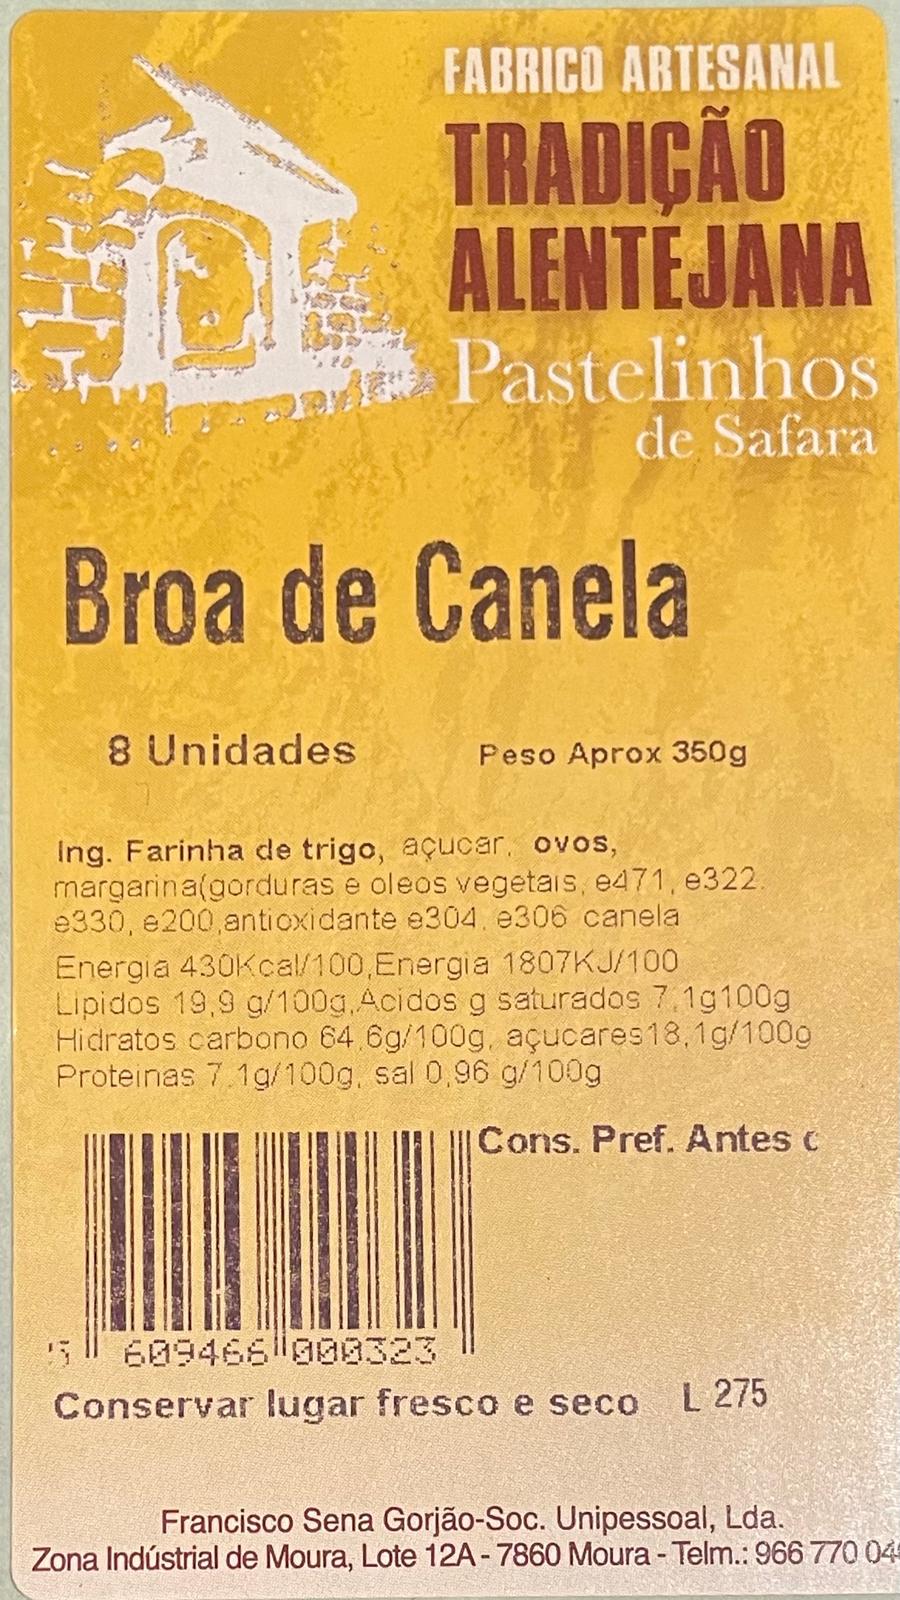 FABRICO ARTESANAL
TRADIÇÃO
ALENTEJANA
Pastelinhos
de Safara
Broa de Canela
8 Unidades Peso Aprox 350g
Ing. Farinha de trigo, açucar, ovos,
margarina(gorduras e oleos vegetais, e471, e322.
e330, e200,antioxidante e304, e306 canela
Energia 430Kcal/100,Energia 1807KJ/100
Lipidos 19,9 g/100g,Acidos g saturados 7,1g100g
Hidratos carbono 64,6g/100g, açucares18,1g/100g
Proteinas 7,1g/100g, sal 0,96 g/100g
Cons. Pref. Antes
609466 000323
Conservar lugar fresco e seco L 275
Francisco Sena Gorjão-Soc. Unipessoal, Lda.
Zona Indústrial de Moura, Lote 12A - 7860 Moura - Telm.: 966 770